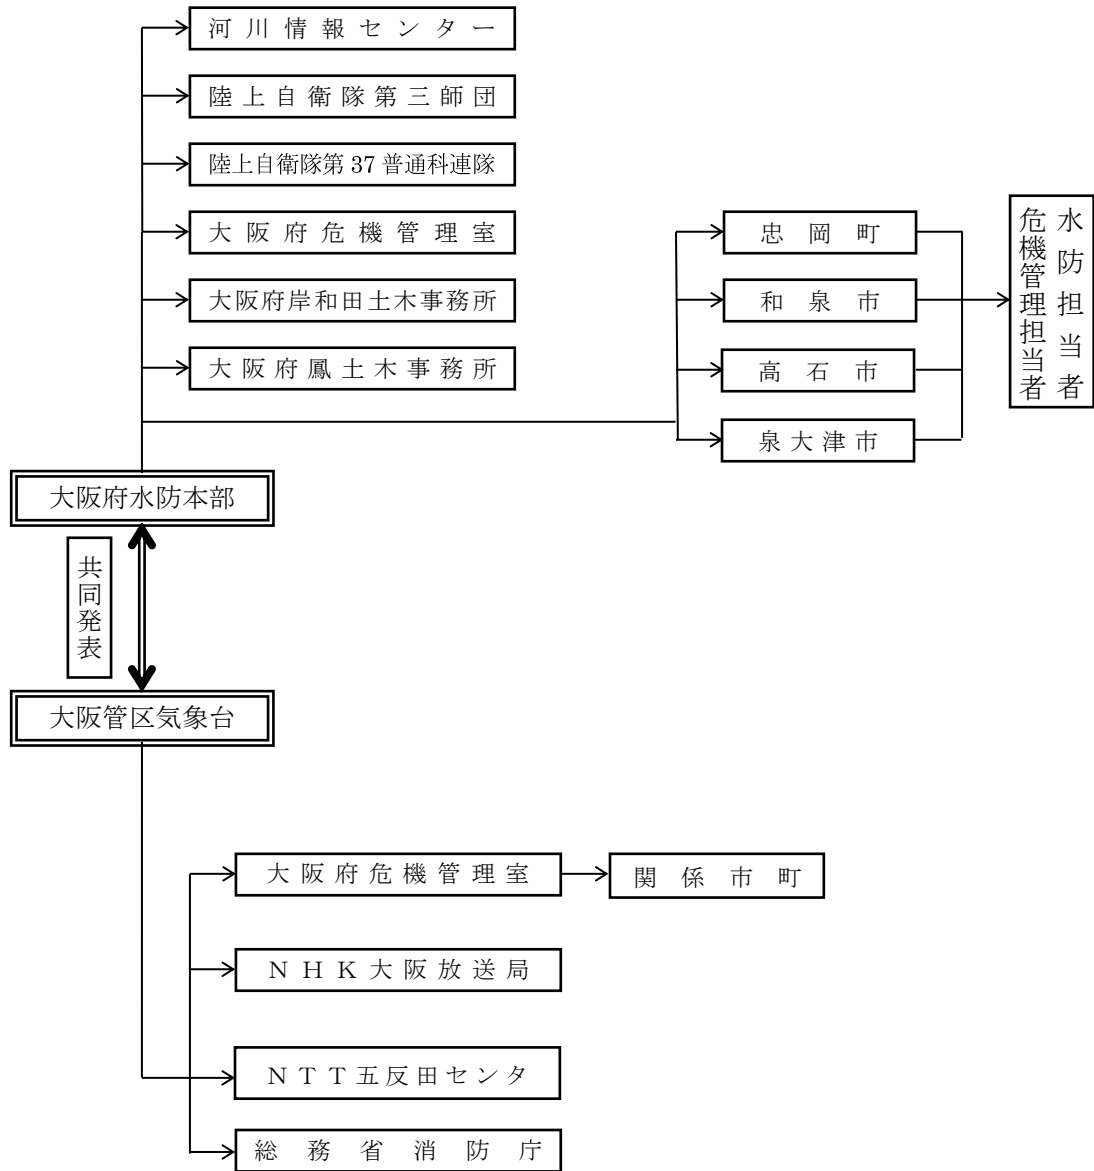 河川情報センター
陸上自衛隊第三師団
陸上自衛隊第 37 普通科連隊
大阪府危機管理室
大阪府岸和田土木事務所
大阪府鳳土木事務所
忠岡町
和泉市
高石市
泉大津市
水防担当者
危機管理担当者
大阪府水防本部
共同発表
大阪管区気象台
大阪府危機管理室
関係市町
ＮＨＫ大阪放送局
ＮＴＴ五反田センタ
総務省消防庁